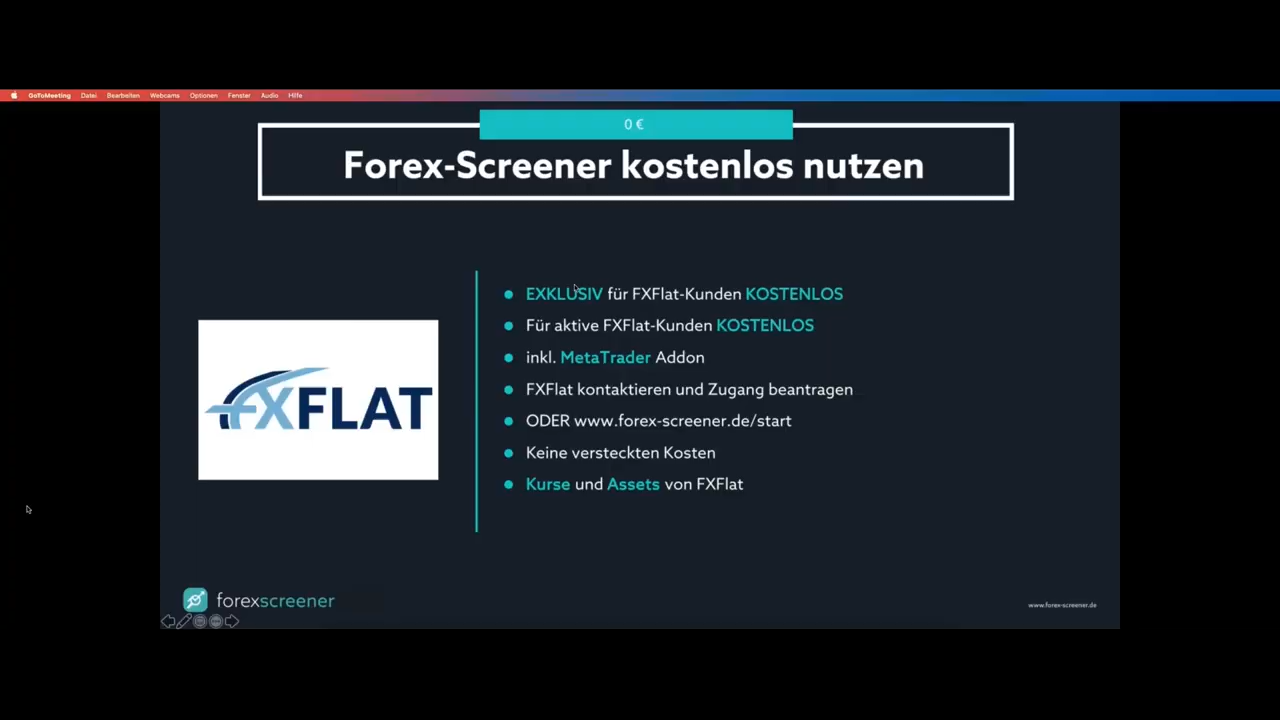 GoToMeeting Datei Bearbeiten Webcams Optionen Fenster Audio Hilfe
0 €
Forex-Screener kostenlos nutzen
EXKLUSIV für FXFlat-Kunden KOSTENLOS
Für aktive FXFlat-Kunden KOSTENLOS
inkl. MetaTrader Addon
FXFlat kontaktieren und Zugang beantragen
ODER www.forex-screener.de/start
Keine versteckten Kosten
Kurse und Assets von FXFlat
FXFLAT
forexscreener
www.forex-screener.de